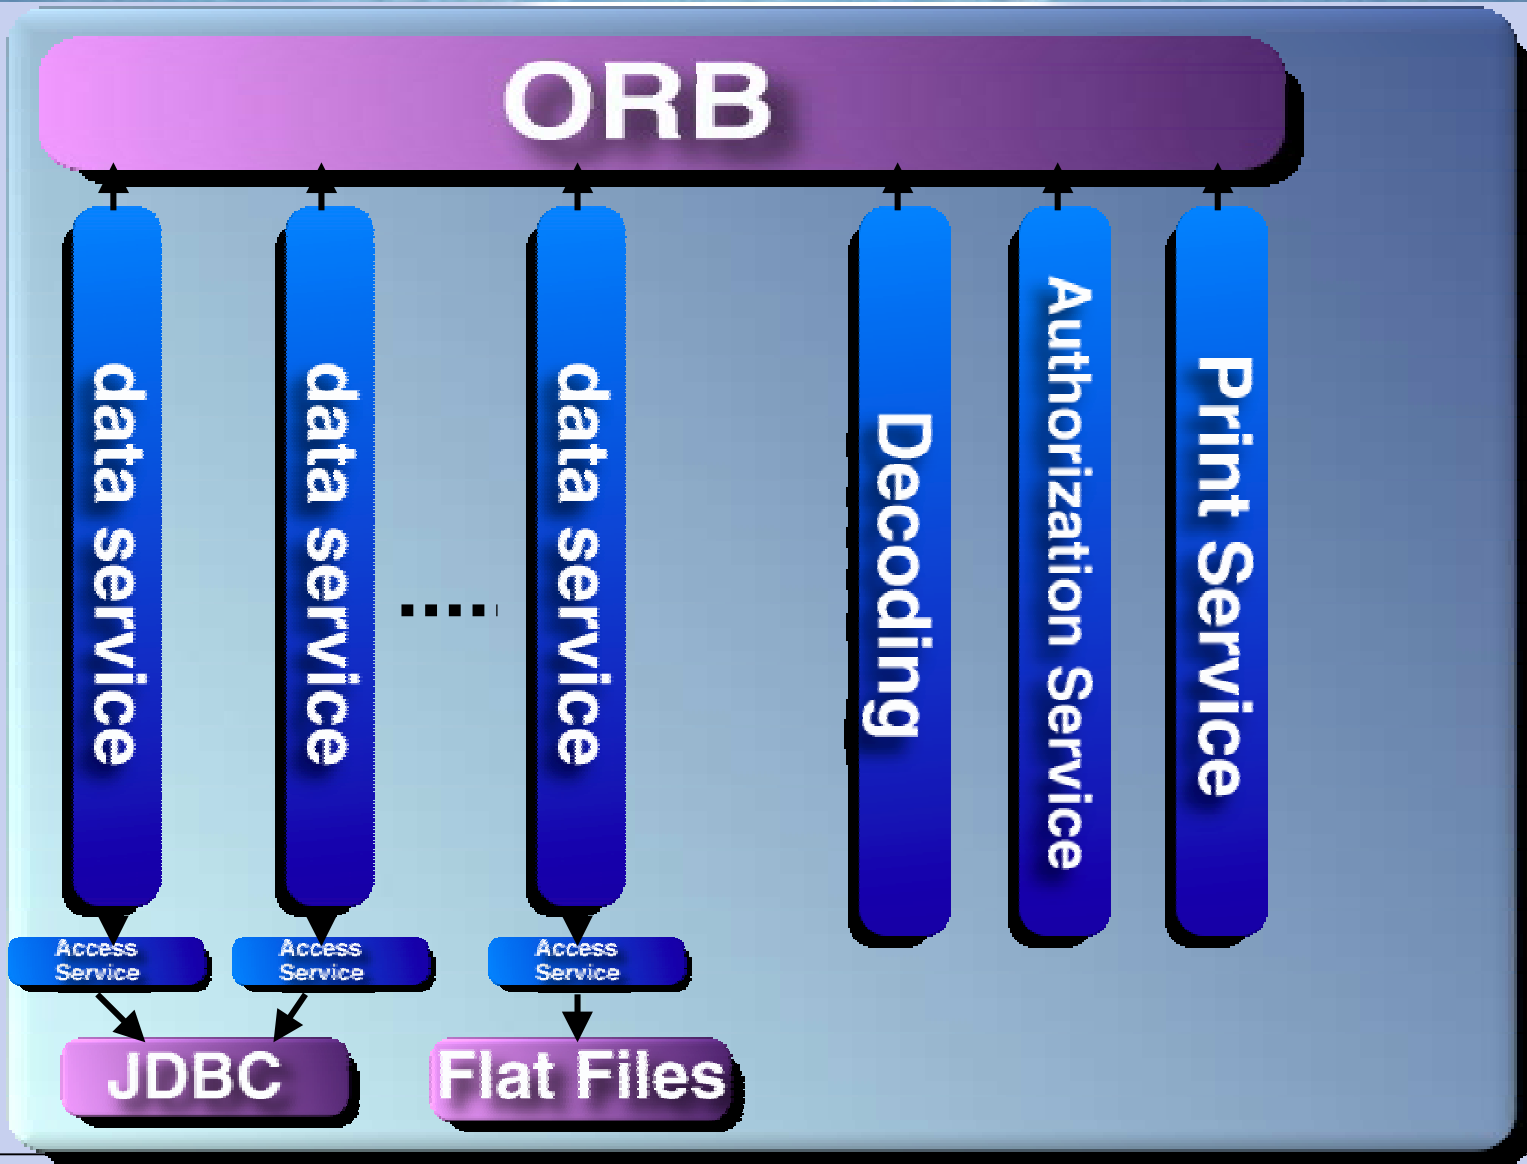 ORB
data service
data service
data service
Decoding
Authorization Service
Print Service
Access
Service
Access
Service
Access
Service
JDBC
Flat Files